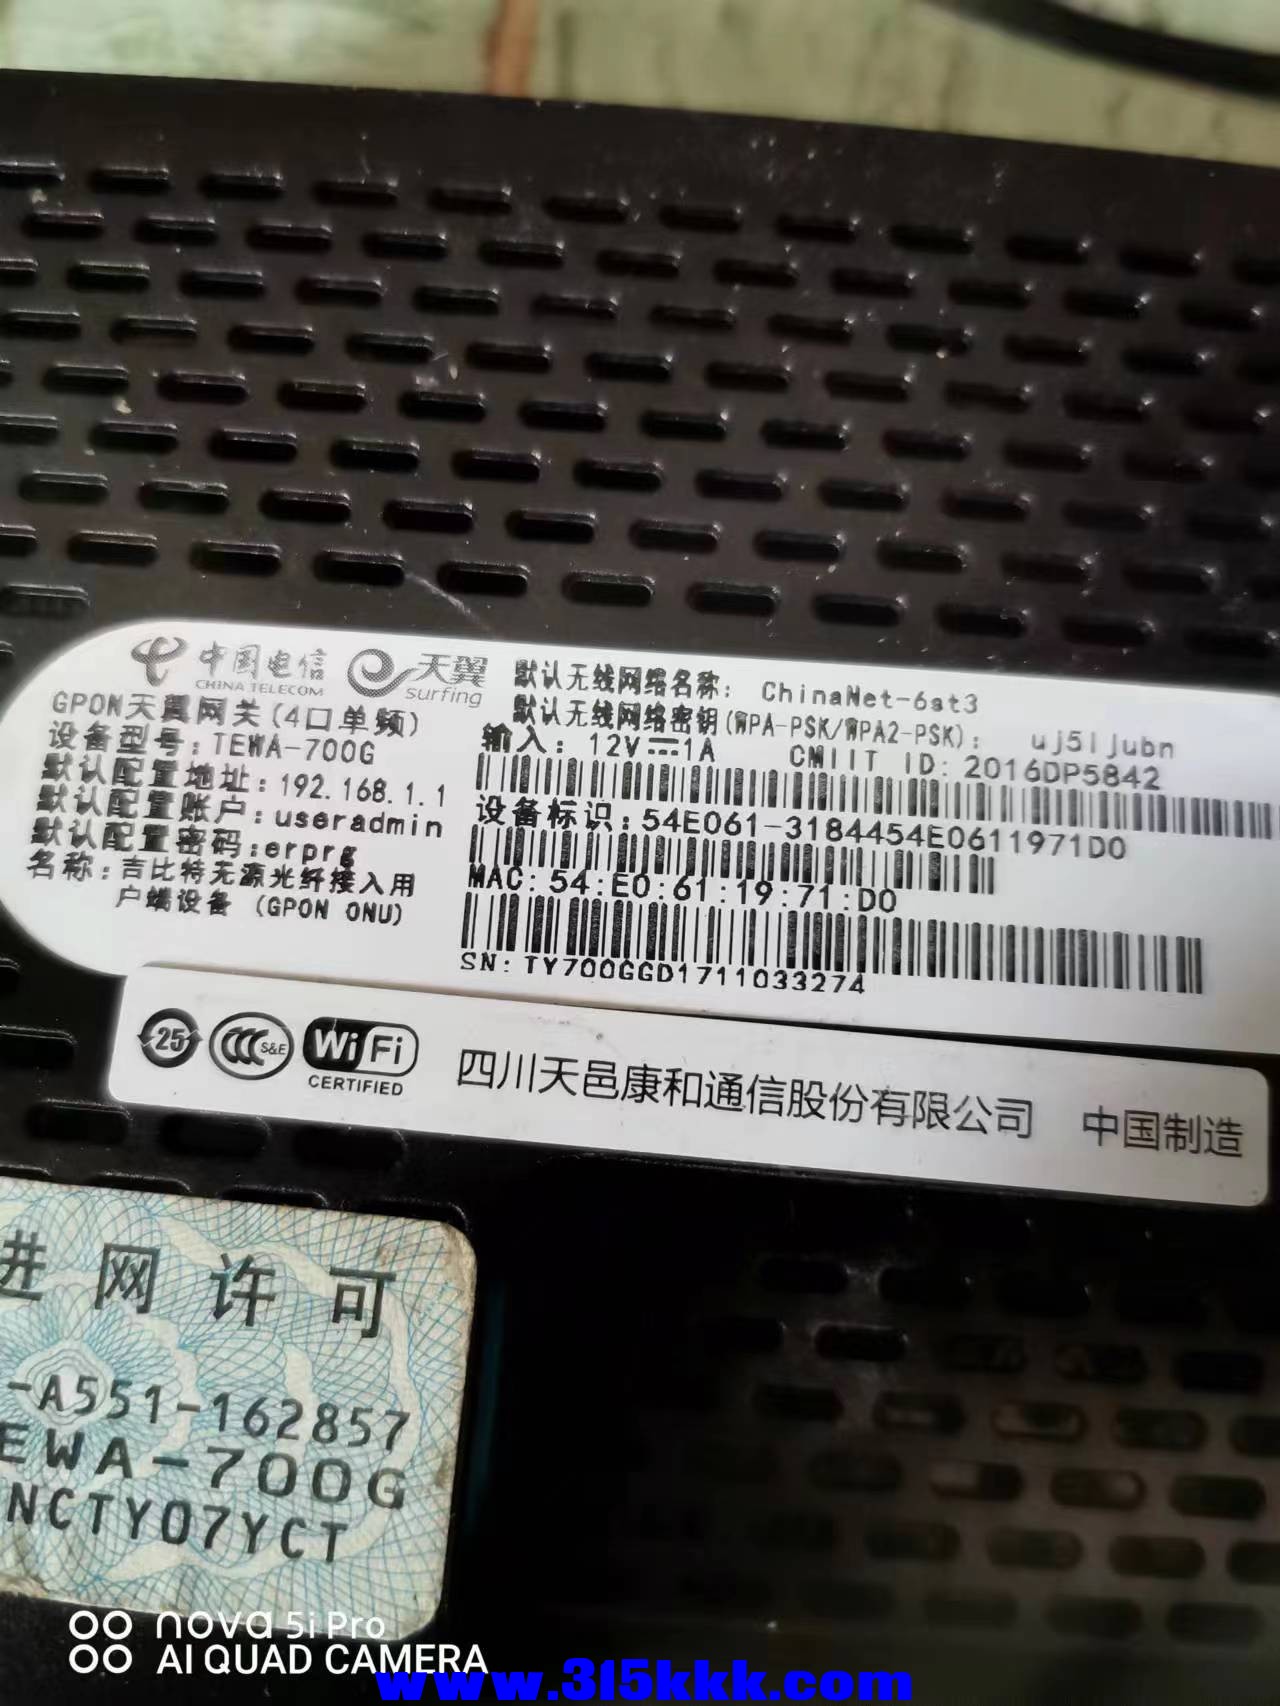 中国电信
CHINA TELECOM
天翼
surfing
GPON天翼网关(4口单频)
设备型号:TEWA-700G
默认配置地址:192.168.1.1
默认配置账户:useradmin
默认配置密码:erprg
名称:吉比特无源光纤接入用
户端设备 (GPON ONU)
默认无线网络名称: ChinaNet-6st3
默认无线网络密钥(WPA-PSK/WPA2-PSK):
输入: 12V 1A CMIIT ID: 2016DP5842
设备标识:54E061-3184454E0611971D0
MAC: 54:E0:61:19:71:D0
SN: TY700GGD1711033274
25
CCC S&E
Wi Fi
CERTIFIED
四川天邑康和通信股份有限公司 中国制造
进网许可
-A551-162857
EWA-700G
NCTY07YCT
nova 5i Pro
AI QUAD CAMERA
www.315kkk.com